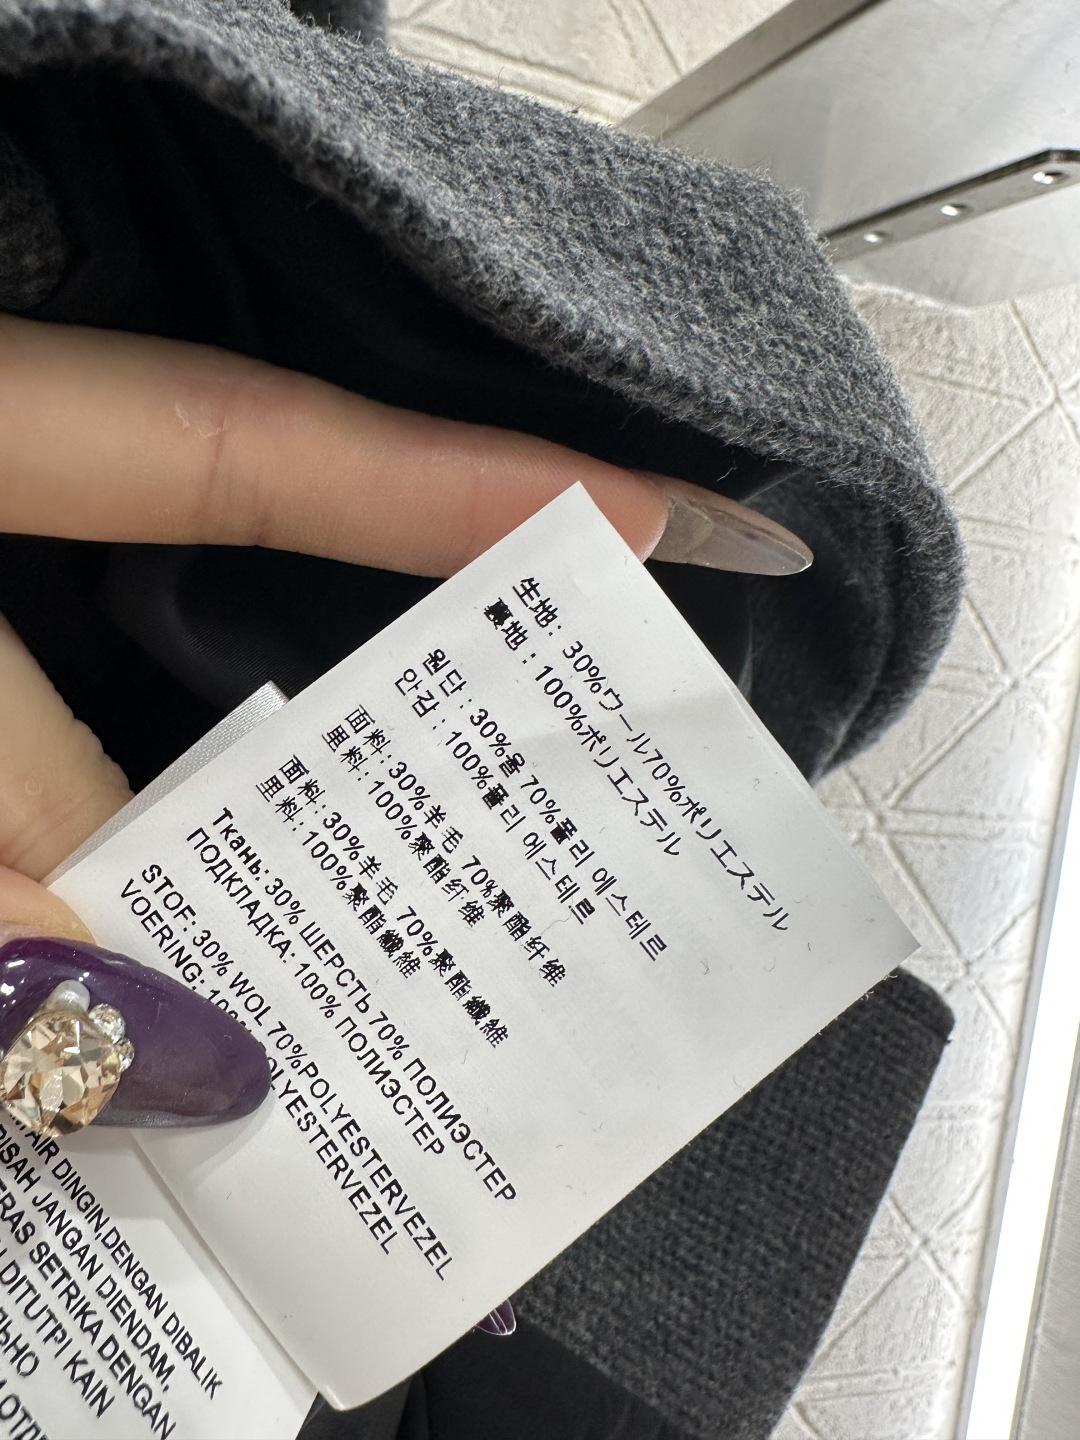 生地: 30%ウール70%ポリエステル
裏地: 100%ポリエステル
원단: 30%울 70%폴리 에스테르
안감: 100%폴리 에스테르
面料: 30%羊毛 70%聚酯纤维
里料: 100%聚酯纤维
面料: 30%羊毛 70%聚酯纖維
里料: 100%聚酯纖維
Ткань: 30% ШЕРСТЬ 70% ПОЛИЭСТЕР
ПОДКЛАДКА: 100% ПОЛИЭСТЕР
STOF: 30% WOL 70%POLYESTERVEZEL
VOERING: 100% POLYESTERVEZEL
AIR DINGIN,DENGAN DIBALIK
JANGAN DIENDAM,
SETRIKA DENGAN
DITUTPI KAIN